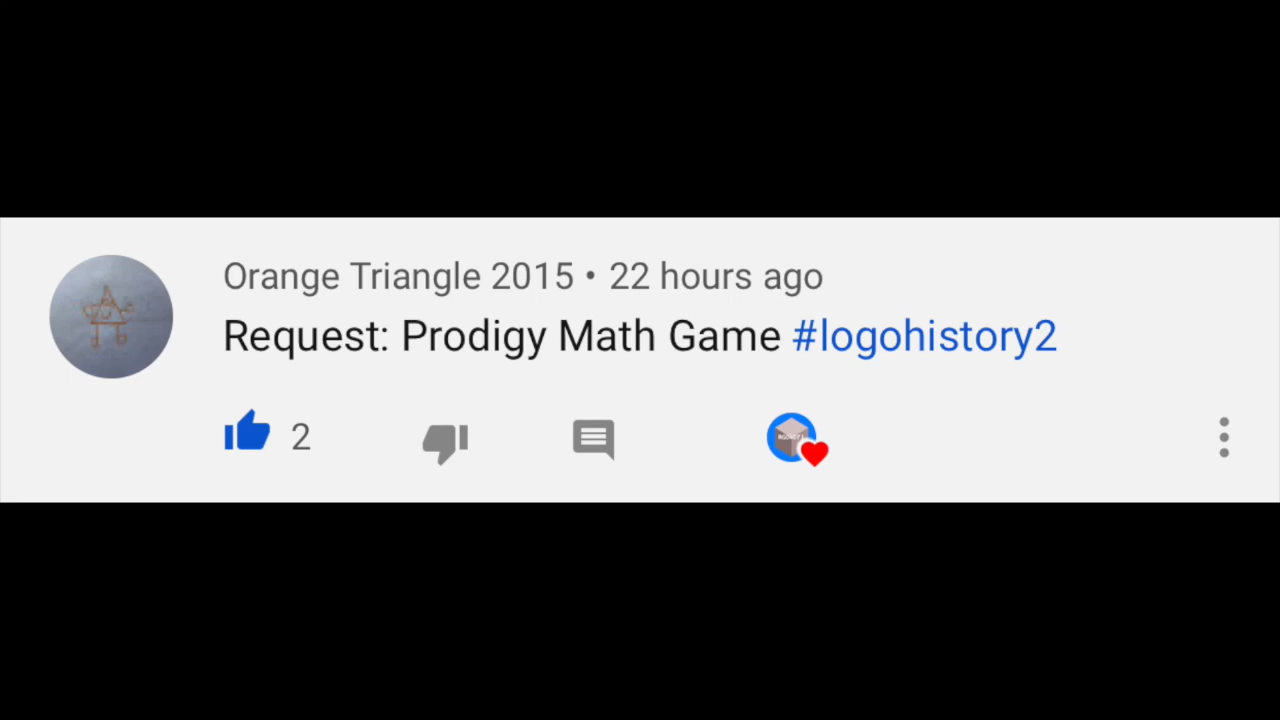 Orange Triangle 2015 • 22 hours ago
Request: Prodigy Math Game #logohistory2
2